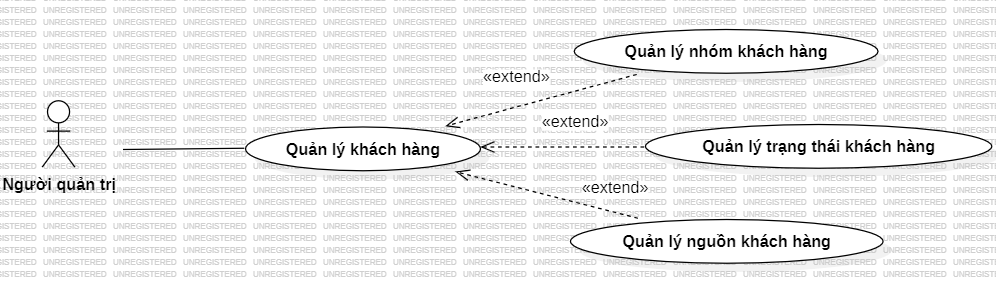 Quản lý nhóm khách hàng
«extend»
«extend»
Quản lý khách hàng
Quản lý trạng thái khách hàng
Người quản trị
«extend»
Quản lý nguồn khách hàng
UNREGISTERED